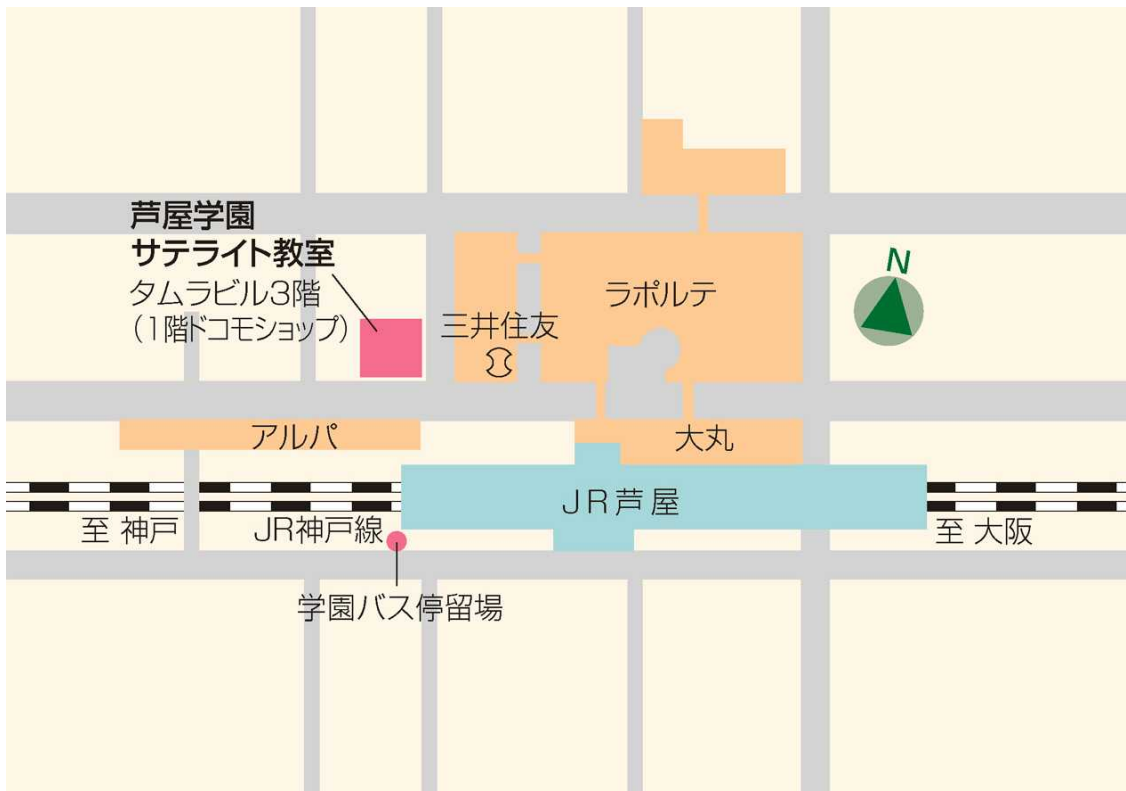 芦屋学園
サテライト教室
タムラビル3階
(1階ドコモショップ)
N
ラポルテ
三井住友
アルパ
大丸
JR芦屋
至 神戸
JR神戸線
至 大阪
学園バス停留場